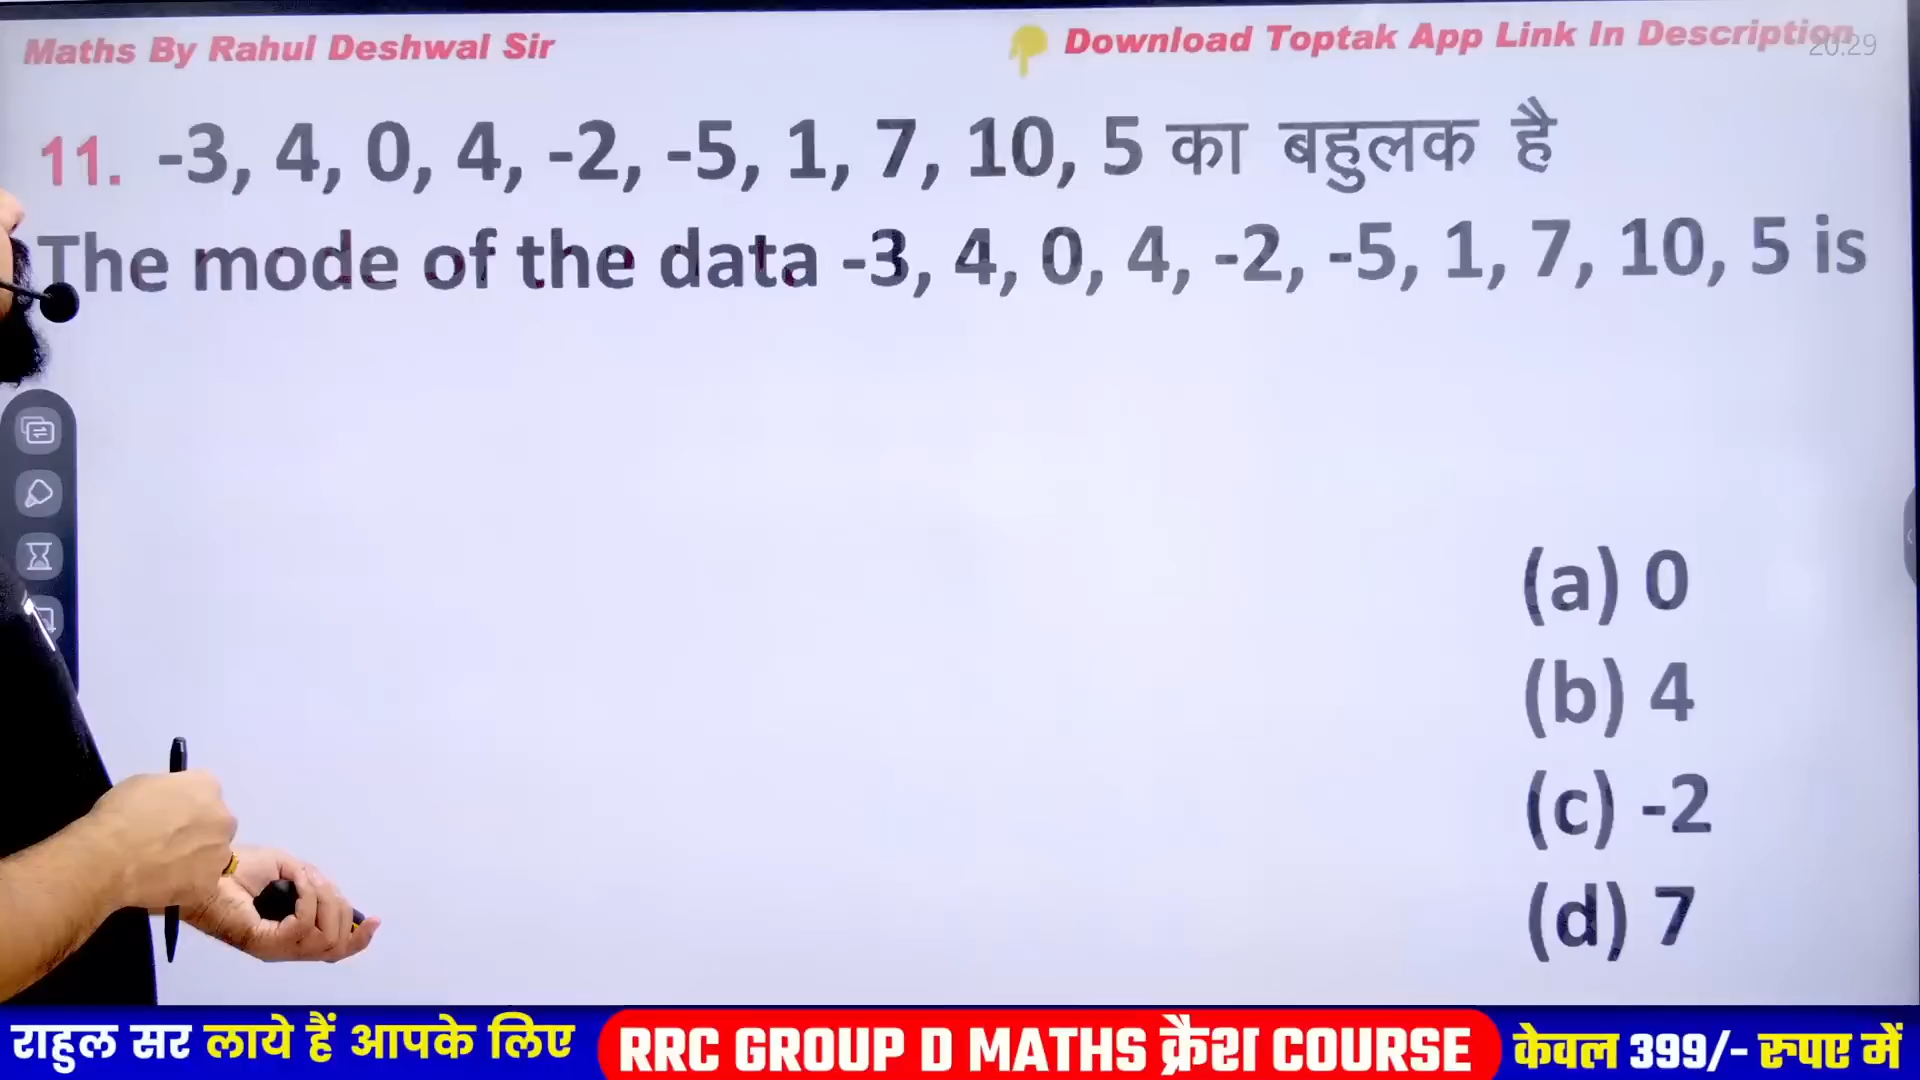 Maths By Rahul Deshwal Sir
Download Toptak App Link In Description
20:29
11. -3, 4, 0, 4, -2, -5, 1, 7, 10, 5 का बहुलक है
The mode of the data -3, 4, 0, 4, -2, -5, 1, 7, 10, 5 is
(a) 0
(b) 4
(c) -2
(d) 7
राहुल सर लाये हैं आपके लिए RRC GROUP D MATHS क्रैश COURSE केवल 399/- रुपए में